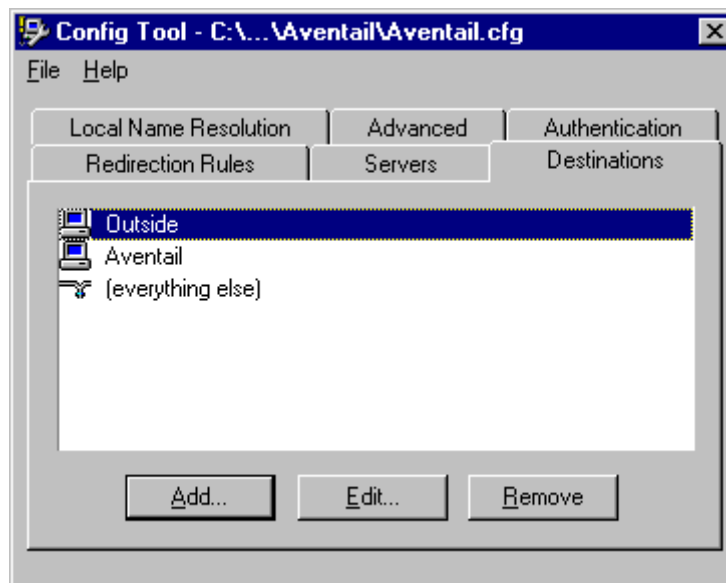 Config Tool - C:\...\Aventail\Aventail.cfg
File Help
Local Name Resolution Advanced Authentication
Redirection Rules Servers Destinations
Outside
Aventail
(everything else)
Add... Edit... Remove